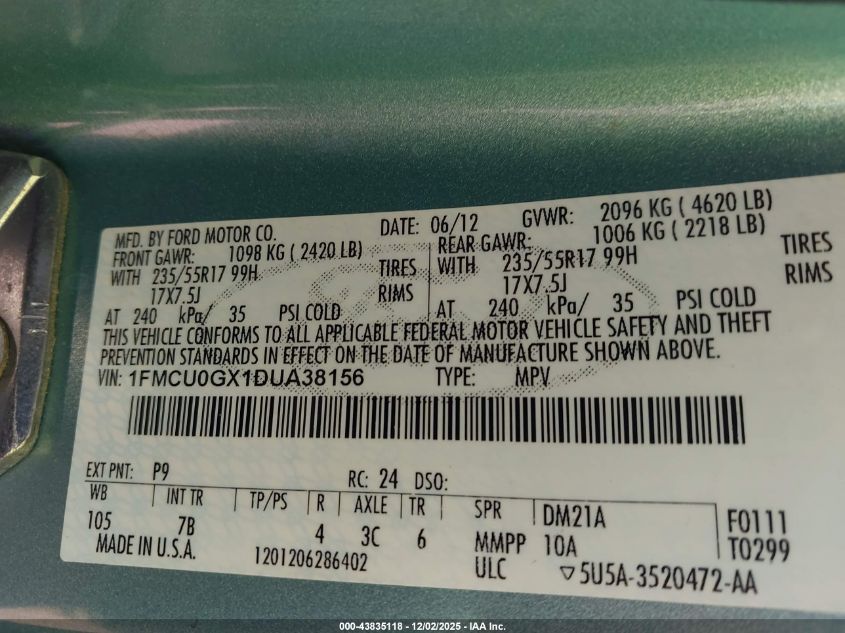 MFD. BY FORD MOTOR CO. DATE: 06/12 GVWR: 2096 KG ( 4620 LB)
FRONT GAWR: 1098 KG ( 2420 LB) REAR GAWR: 1006 KG ( 2218 LB)
WITH 235/55R17 99H TIRES WITH 235/55R17 99H TIRES
17X7.5J RIMS 17X7.5J RIMS
AT 240 kPa/ 35 PSI COLD AT 240 kPa/ 35 PSI COLD
THIS VEHICLE CONFORMS TO ALL APPLICABLE FEDERAL MOTOR VEHICLE SAFETY AND THEFT
PREVENTION STANDARDS IN EFFECT ON THE DATE OF MANUFACTURE SHOWN ABOVE.
VIN: 1FMCU0GX1DUA38156 TYPE: MPV
EXT PNT: P9 RC: 24 DSO:
WB INT TR TP/PS R AXLE TR SPR DM21A F0111
105 7B 4 3C 6 MMPP 10A T0299
MADE IN U.S.A. 1201206286402 ULC ▽5U5A-3520472-AA
000-43835118 - 12/02/2025 - IAA Inc.